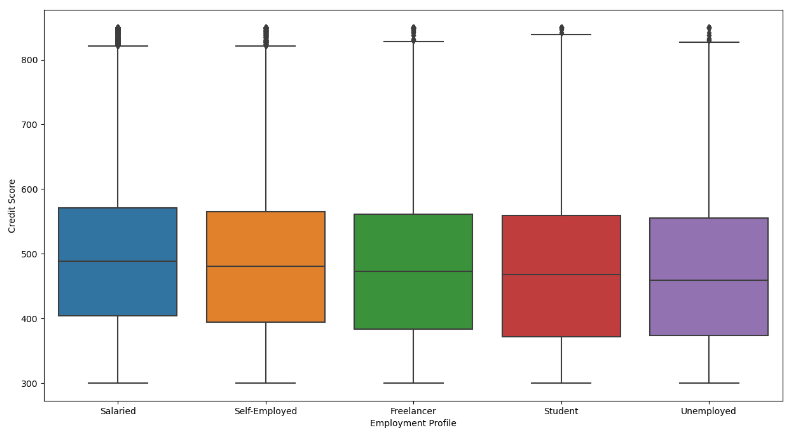 800
700
600
500
400
300
Credit Score
Salaried Self-Employed Freelancer Student Unemployed
Employment Profile